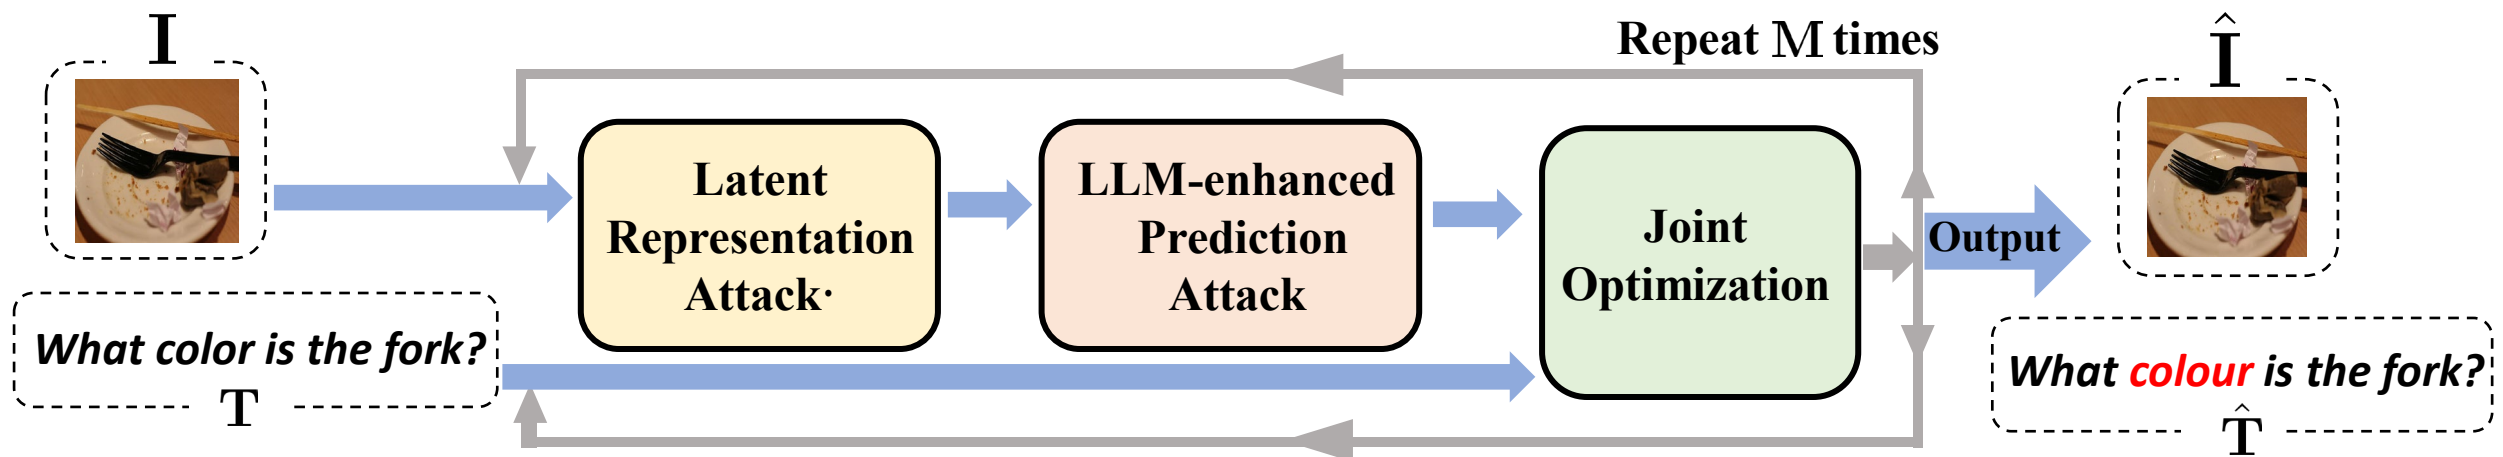 I
What color is the fork?
T
Repeat M times
Latent
Representation
Attack·
LLM-enhanced
Prediction
Attack
Joint
Optimization
Output
Î
What colour is the fork?
T̂